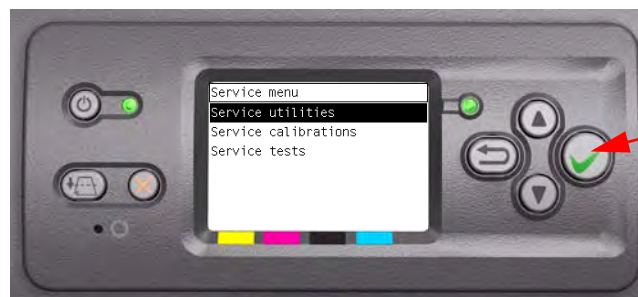 Service menu
Service utilities
Service calibrations
Service tests